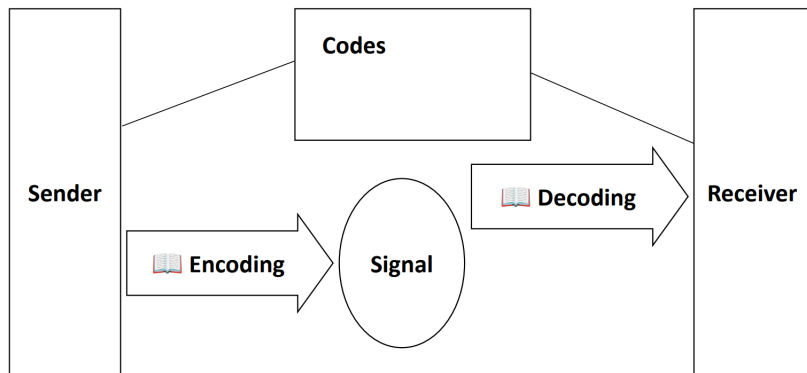 Codes
Sender
📖 Decoding
Receiver
📖 Encoding
Signal